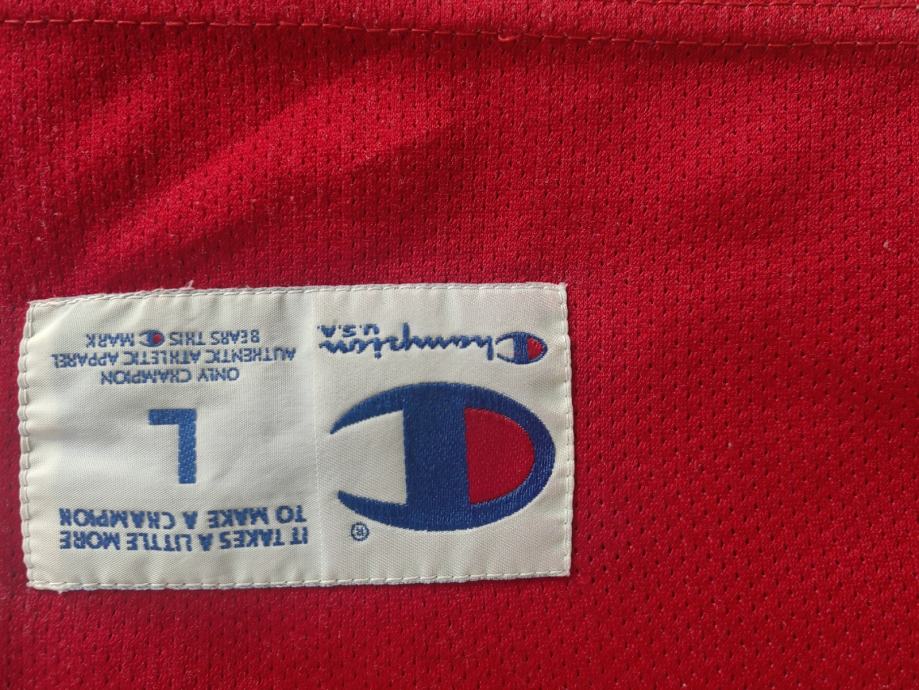 IT TAKES A LITTLE MORE
TO MAKE A CHAMPION
L
ONLY CHAMPION
AUTHENTIC ATHLETIC APPAREL
BEARS THIS MARK
®
Champion
U.S.A.